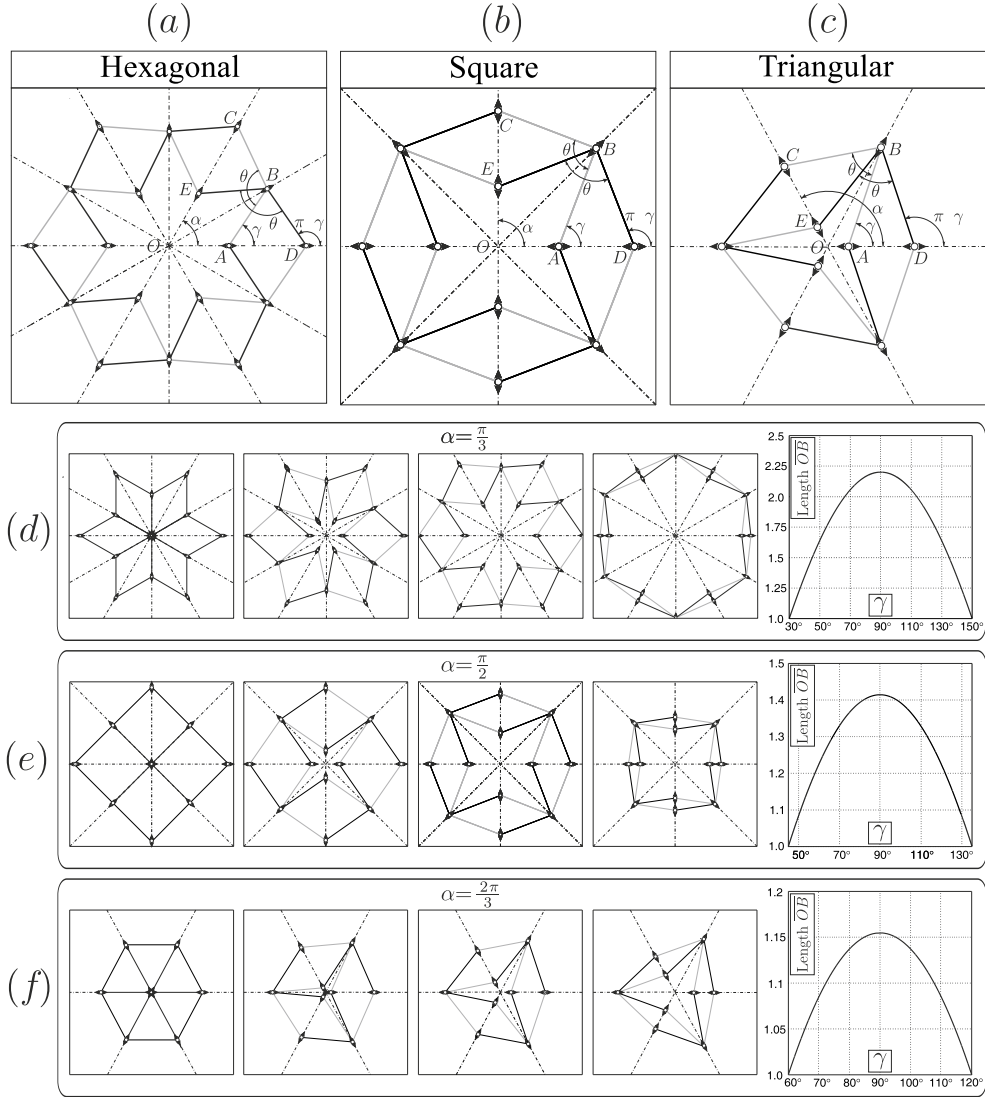 (a) (b) (c)
Hexagonal Square Triangular
C
E B θ θ
O α A γ D π γ
C
B θ θ
E
O α A γ D π γ
C B θ θ
E α
O A γ D π γ
(d)
α=π/3
Length OB
2.5
2.25
2.0
1.75
1.5
1.25
1.0
γ
30° 50° 70° 90° 110° 130° 150°
(e)
α=π/2
Length OB
1.5
1.4
1.3
1.2
1.1
1.0
γ
50° 70° 90° 110° 130°
(f)
α=2π/3
Length OB
1.2
1.15
1.1
1.05
1.0
γ
60° 70° 80° 90° 100° 110° 120°